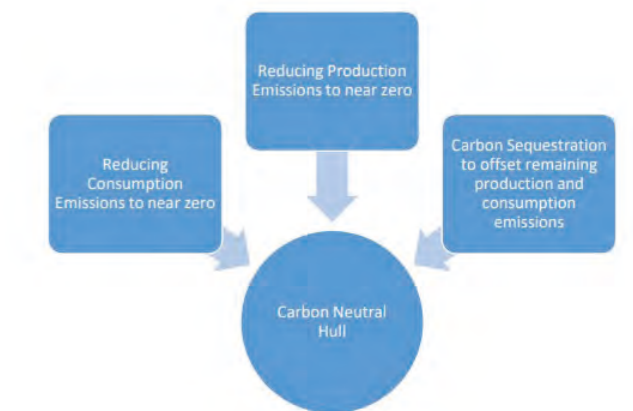 Reducing Production
Emissions to near zero
Reducing
Consumption
Emissions to near zero
Carbon Sequestration
to offset remaining
production and
consumption
emissions
Carbon Neutral
Hull